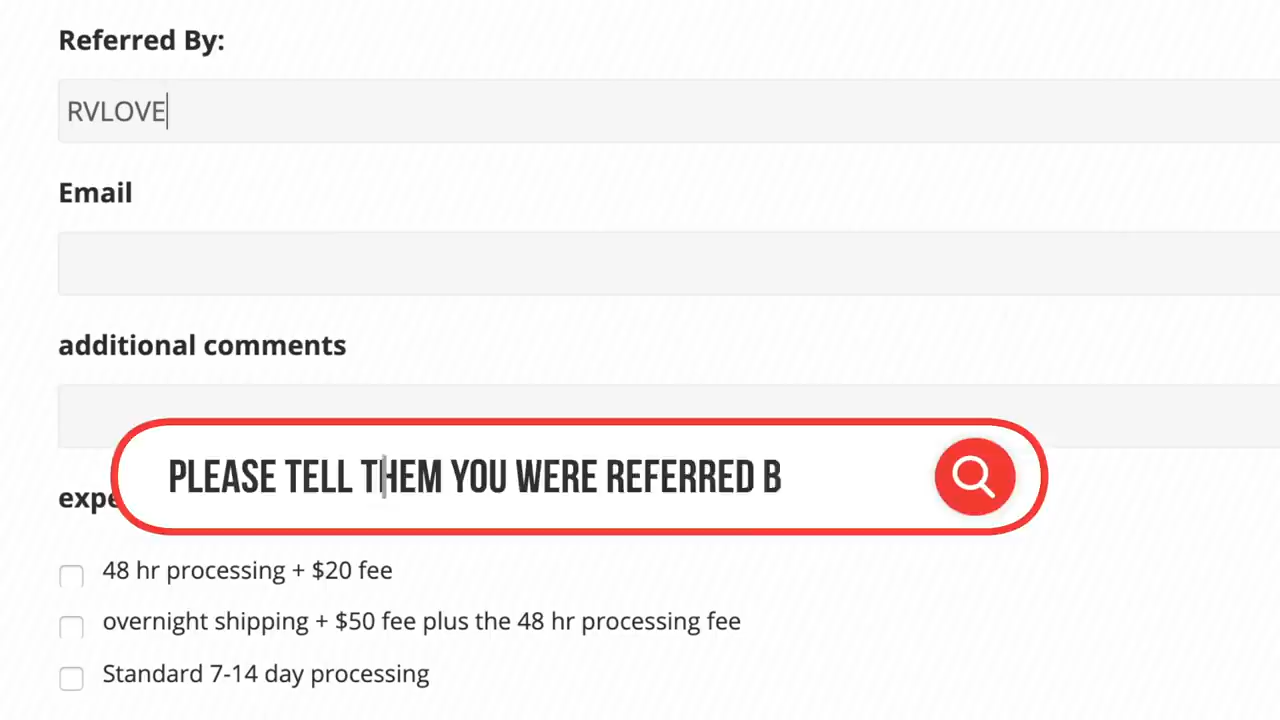 Referred By:
RVLOVE
Email
additional comments
PLEASE TELL THEM YOU WERE REFERRED B
expe
48 hr processing + $20 fee
overnight shipping + $50 fee plus the 48 hr processing fee
Standard 7-14 day processing